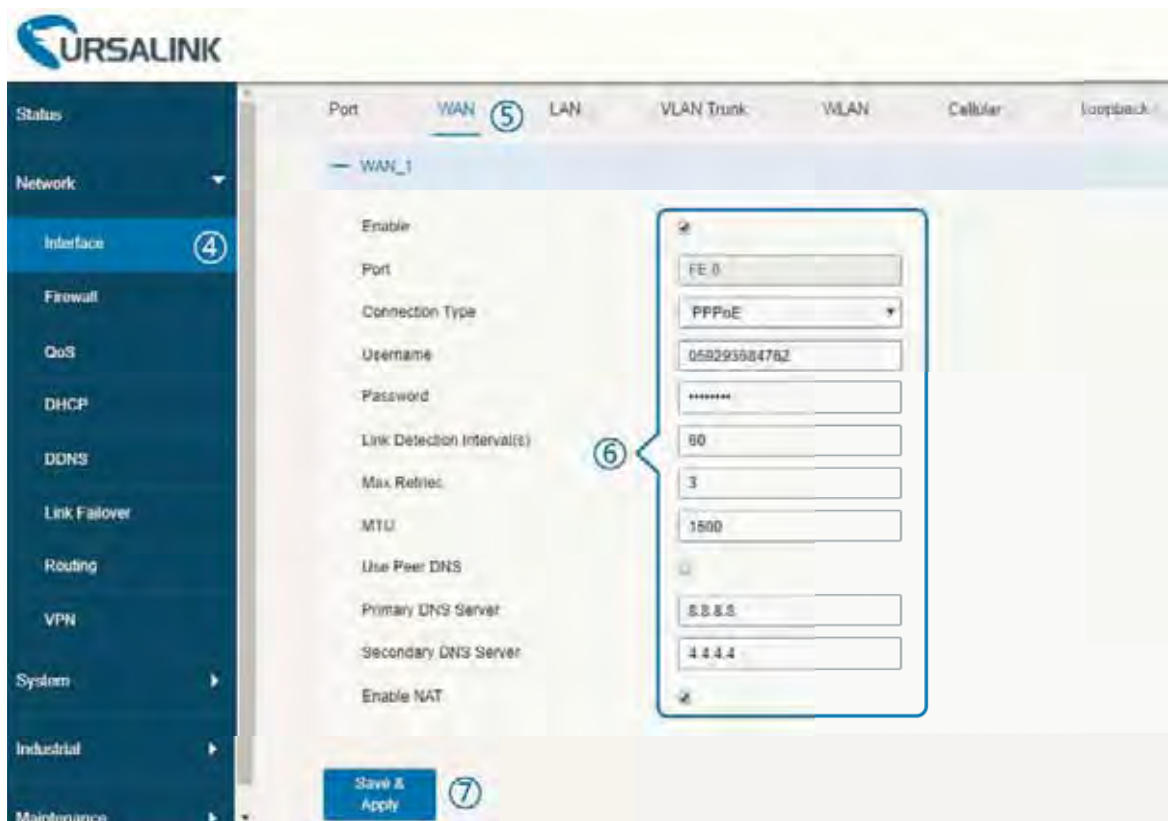 URSALINK
Status
Network
Interface
④
Firewall
QoS
DHCP
DDNS
Link Failover
Routing
VPN
System
Industrial
Maintenance
Port WAN ⑤ LAN VLAN Trunk WLAN Cellular Loopback
— WAN_1
Enable
Port FE 0
Connection Type PPPoE
Username 059293684762
Password ••••••••
Link Detection Interval(s) 60
⑥
Max Retries 3
MTU 1500
Use Peer DNS
Primary DNS Server 8.8.8.8
Secondary DNS Server 4.4.4.4
Enable NAT
Save &
Apply
⑦